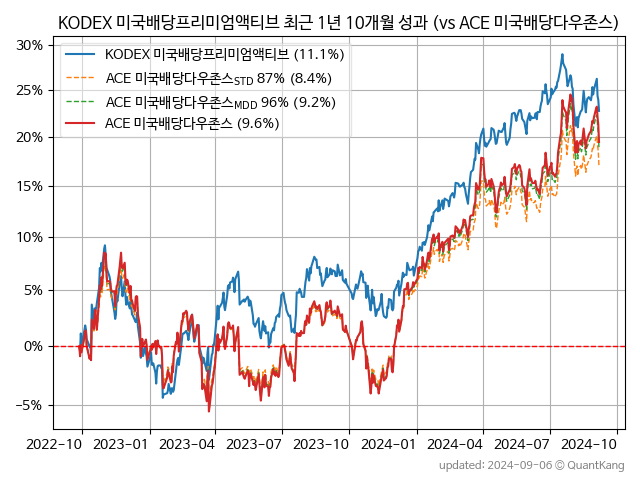 KODEX 미국배당프리미엄액티브 최근 1년 10개월 성과 (vs ACE 미국배당다우존스)
KODEX 미국배당프리미엄액티브 (11.1%)
ACE 미국배당다우존스STD 87% (8.4%)
ACE 미국배당다우존스MDD 96% (9.2%)
ACE 미국배당다우존스 (9.6%)
30%
25%
20%
15%
10%
5%
0%
−5%
2022-10 2023-01 2023-04 2023-07 2023-10 2024-01 2024-04 2024-07 2024-10
updated: 2024-09-06 © QuantKang